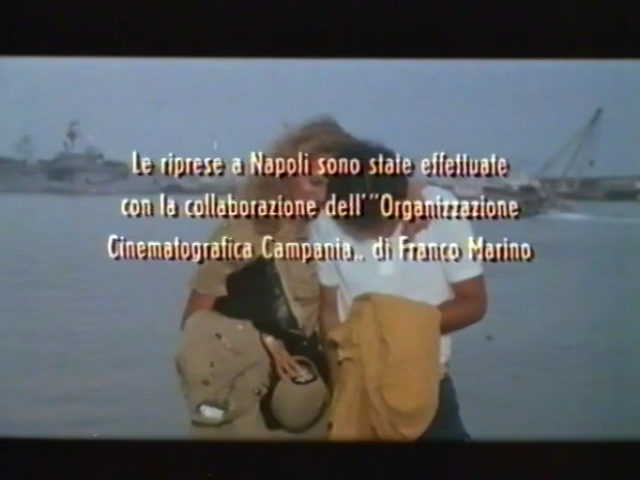 Le riprese a Napoli sono state effettuate
con la collaborazione dell'"Organizzazione
Cinematografica Campania,, di Franco Marino